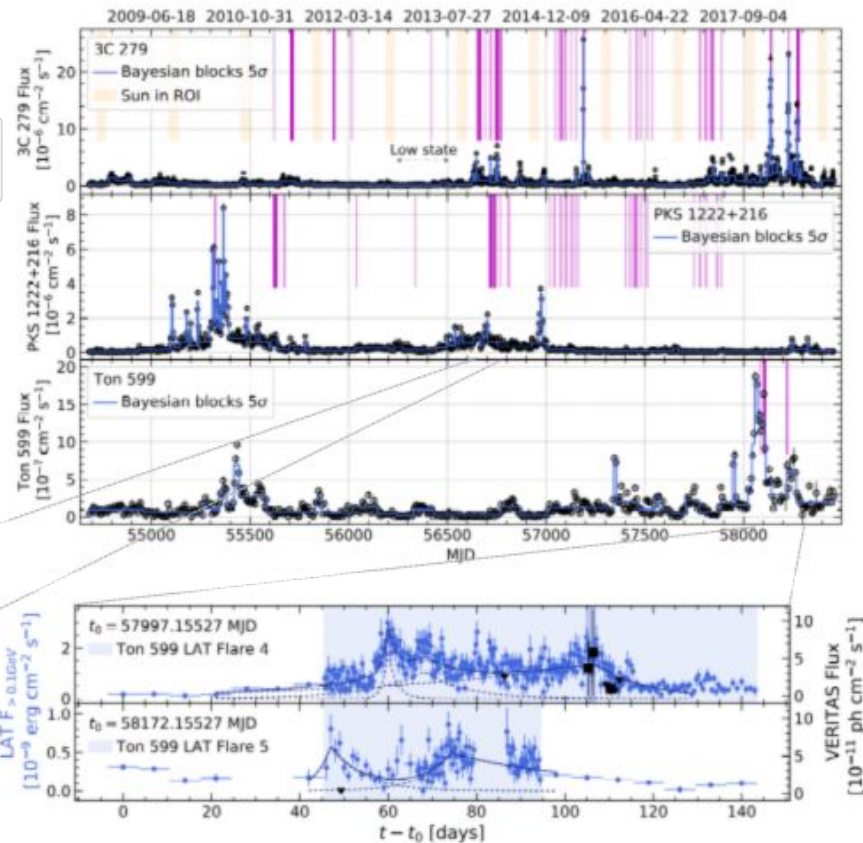 2009-06-18 2010-10-31 2012-03-14 2013-07-27 2014-12-09 2016-04-22 2017-09-04
3C 279
Bayesian blocks 5σ
Sun in ROI
Low state
3C 279 Flux
[10⁻⁶ cm⁻² s⁻¹]
20
10
0
PKS 1222+216
Bayesian blocks 5σ
PKS 1222+216 Flux
[10⁻⁶ cm⁻² s⁻¹]
8
6
4
2
0
Ton 599
Bayesian blocks 5σ
Ton 599 Flux
[10⁻⁷ cm⁻² s⁻¹]
20
15
10
5
0
55000 55500 56000 56500 57000 57500 58000
MJD
t₀ = 57997.15527 MJD
Ton 599 LAT Flare 4
2
0
10
5
0
t₀ = 58172.15527 MJD
Ton 599 LAT Flare 5
1.0
0.5
0.0
10
5
0
LAT F >0.1GeV
[10⁻⁹ erg cm⁻² s⁻¹]
VERITAS Flux
[10⁻¹¹ ph cm⁻² s⁻¹]
0 20 40 60 80 100 120 140
t − t₀ [days]